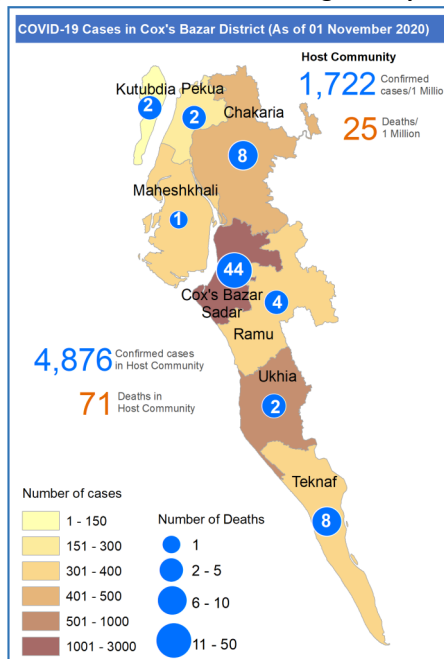 COVID-19 Cases in Cox's Bazar District (As of 01 November 2020)
Host Community
1,722 Confirmed
cases/1 Millio
25 Deaths/
1 Million
Kutubdia
2
Pekua
2
Chakaria
8
Maheshkhali
1
44
Cox's Bazar
Sadar
4
Ramu
4,876 Confirmed cases
in Host Community
71 Deaths in
Host Community
Ukhia
2
Teknaf
8
Number of cases
1 - 150
151 - 300
301 - 400
401 - 500
501 - 1000
1001 - 3000
Number of Deaths
1
2 - 5
6 - 10
11 - 50